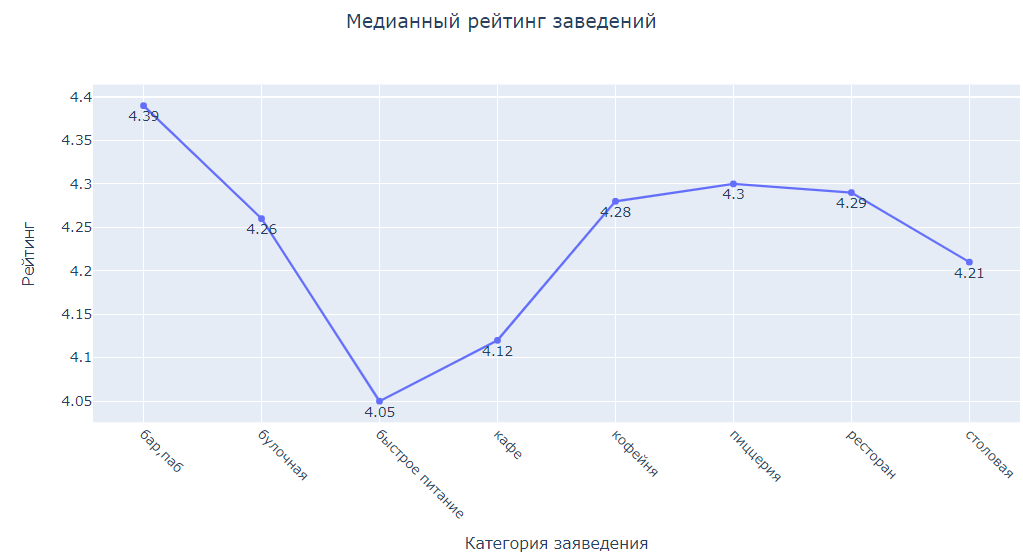 Медианный рейтинг заведений
4.4
4.35
4.3
4.25
4.2
4.15
4.1
4.05
Рейтинг
4.39
4.26
4.05
4.12
4.28
4.3
4.29
4.21
бар,паб
булочная
быстрое питание
кафе
кофейня
пиццерия
ресторан
столовая
Категория заяведения